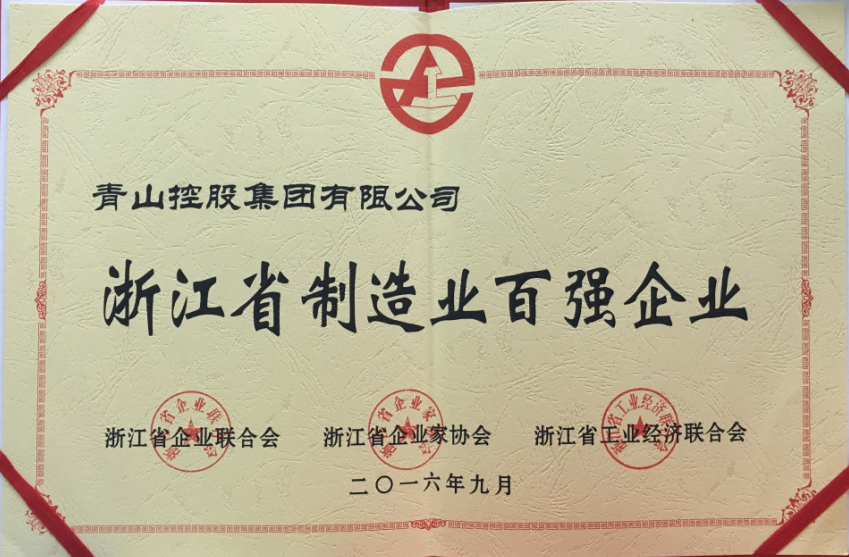 青山控股集团有限公司
浙江省制造业百强企业
浙江省企业联合会 浙江省企业家协会 浙江省工业经济联合会
二〇一六年九月